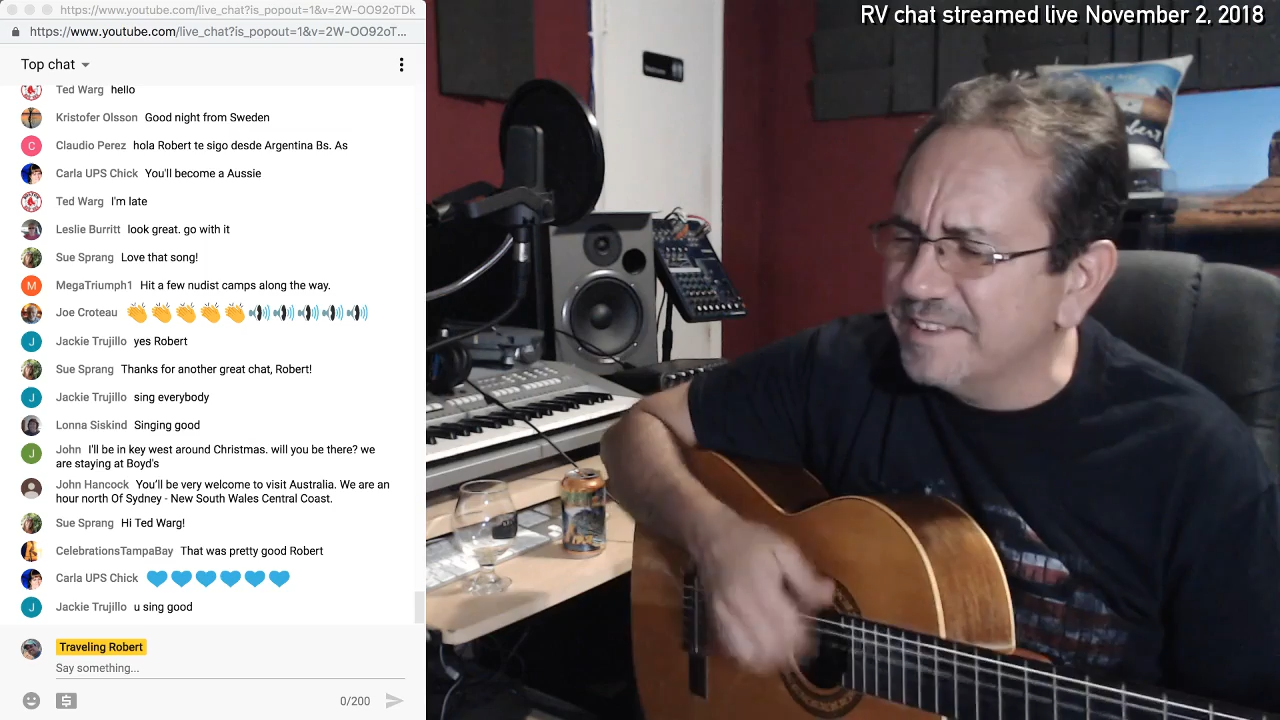 https://www.youtube.com/live_chat?is_popout=1&v=2W-OO92oTDk
https://www.youtube.com/live_chat?is_popout=1&v=2W-OO92oT...
RV chat streamed live November 2, 2018
Top chat
Ted Warg hello
Kristofer Olsson Good night from Sweden
C Claudio Perez hola Robert te sigo desde Argentina Bs. As
Carla UPS Chick You'll become a Aussie
Ted Warg I'm late
Leslie Burritt look great. go with it
Sue Sprang Love that song!
M MegaTriumph1 Hit a few nudist camps along the way.
Joe Croteau 👏👏👏👏👏🔊🔊🔊🔊🔊
J Jackie Trujillo yes Robert
Sue Sprang Thanks for another great chat, Robert!
J Jackie Trujillo sing everybody
Lonna Siskind Singing good
J John I'll be in key west around Christmas. will you be there? we
are staying at Boyd's
John Hancock You'll be very welcome to visit Australia. We are an
hour north Of Sydney - New South Wales Central Coast.
Sue Sprang Hi Ted Warg!
CelebrationsTampaBay That was pretty good Robert
Carla UPS Chick 💙💙💙💙💙💙
J Jackie Trujillo u sing good
Traveling Robert
Say something...
0/200